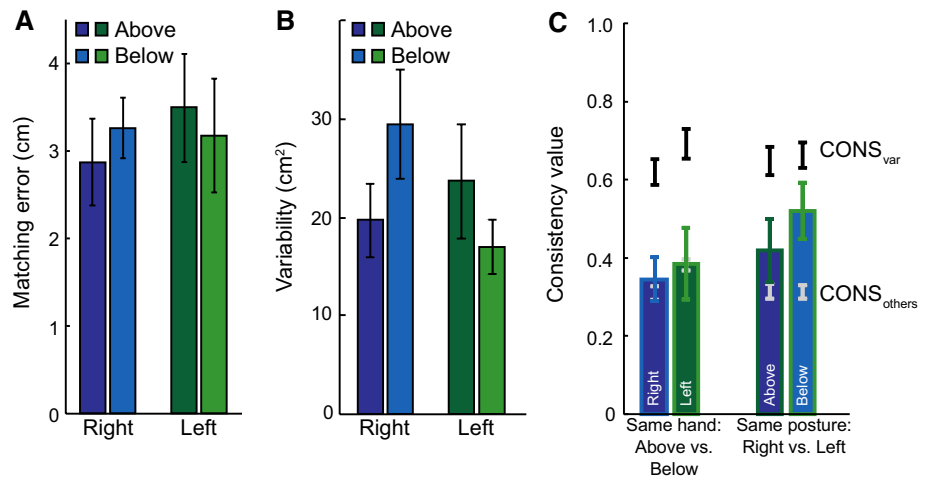 A
Above
Below
Matching error (cm)
4
3
2
1
0
Right Left
B
Above
Below
Variability (cm²)
30
20
10
0
Right Left
C
Consistency value
1.0
0.8
0.6
0.4
0.2
0
CONSvar
CONSothers
Right
Left
Above
Below
Same hand:
Above vs.
Below
Same posture:
Right vs. Left